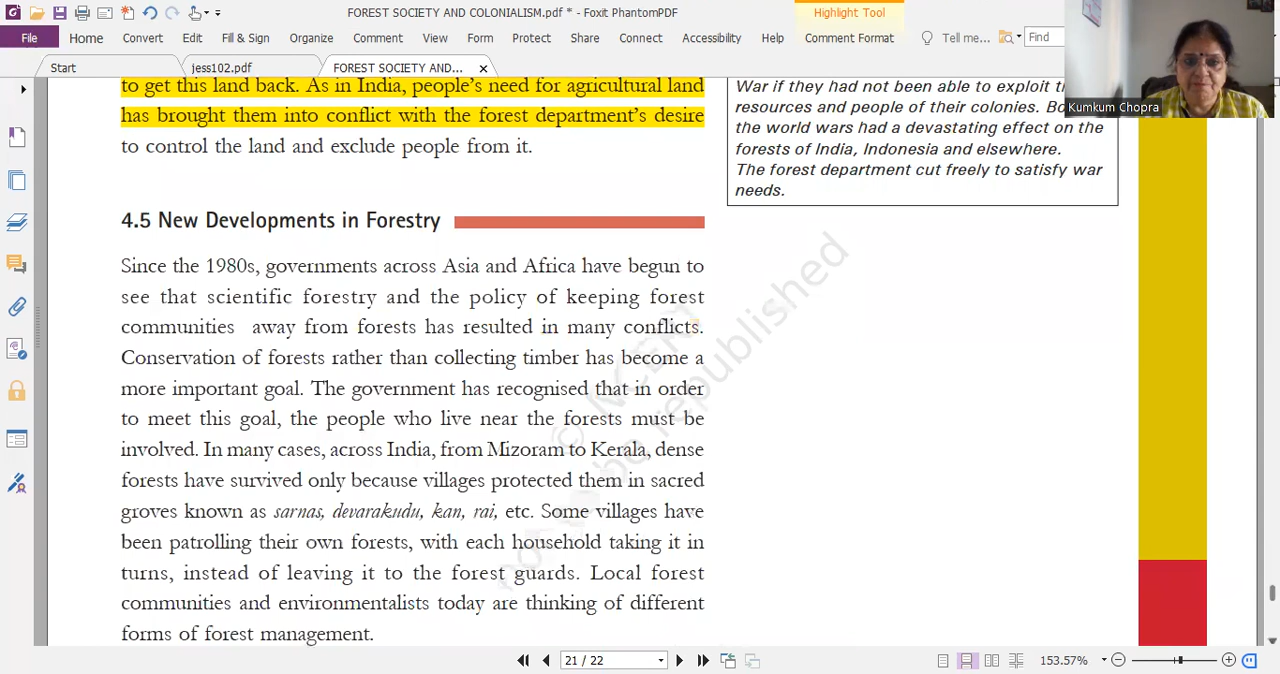 FOREST SOCIETY AND COLONIALISM.pdf * - Foxit PhantomPDF
Highlight Tool
File Home Convert Edit Fill & Sign Organize Comment View Form Protect Share Connect Accessibility Help Comment Format Tell me... Find
Start jess102.pdf FOREST SOCIETY AND...
Kumkum Chopra
to get this land back. As in India, people's need for agricultural land
has brought them into conflict with the forest department's desire
to control the land and exclude people from it.
War if they had not been able to exploit
resources and people of their colonies.
the world wars had a devastating effect on the
forests of India, Indonesia and elsewhere.
The forest department cut freely to satisfy war
needs.
4.5 New Developments in Forestry
Since the 1980s, governments across Asia and Africa have begun to
see that scientific forestry and the policy of keeping forest
communities away from forests has resulted in many conflicts.
Conservation of forests rather than collecting timber has become a
more important goal. The government has recognised that in order
to meet this goal, the people who live near the forests must be
involved. In many cases, across India, from Mizoram to Kerala, dense
forests have survived only because villages protected them in sacred
groves known as sarnas, devarakudu, kan, rai, etc. Some villages have
been patrolling their own forests, with each household taking it in
turns, instead of leaving it to the forest guards. Local forest
communities and environmentalists today are thinking of different
forms of forest management.
© NCERT
not to be republished
21 / 22
153.57%